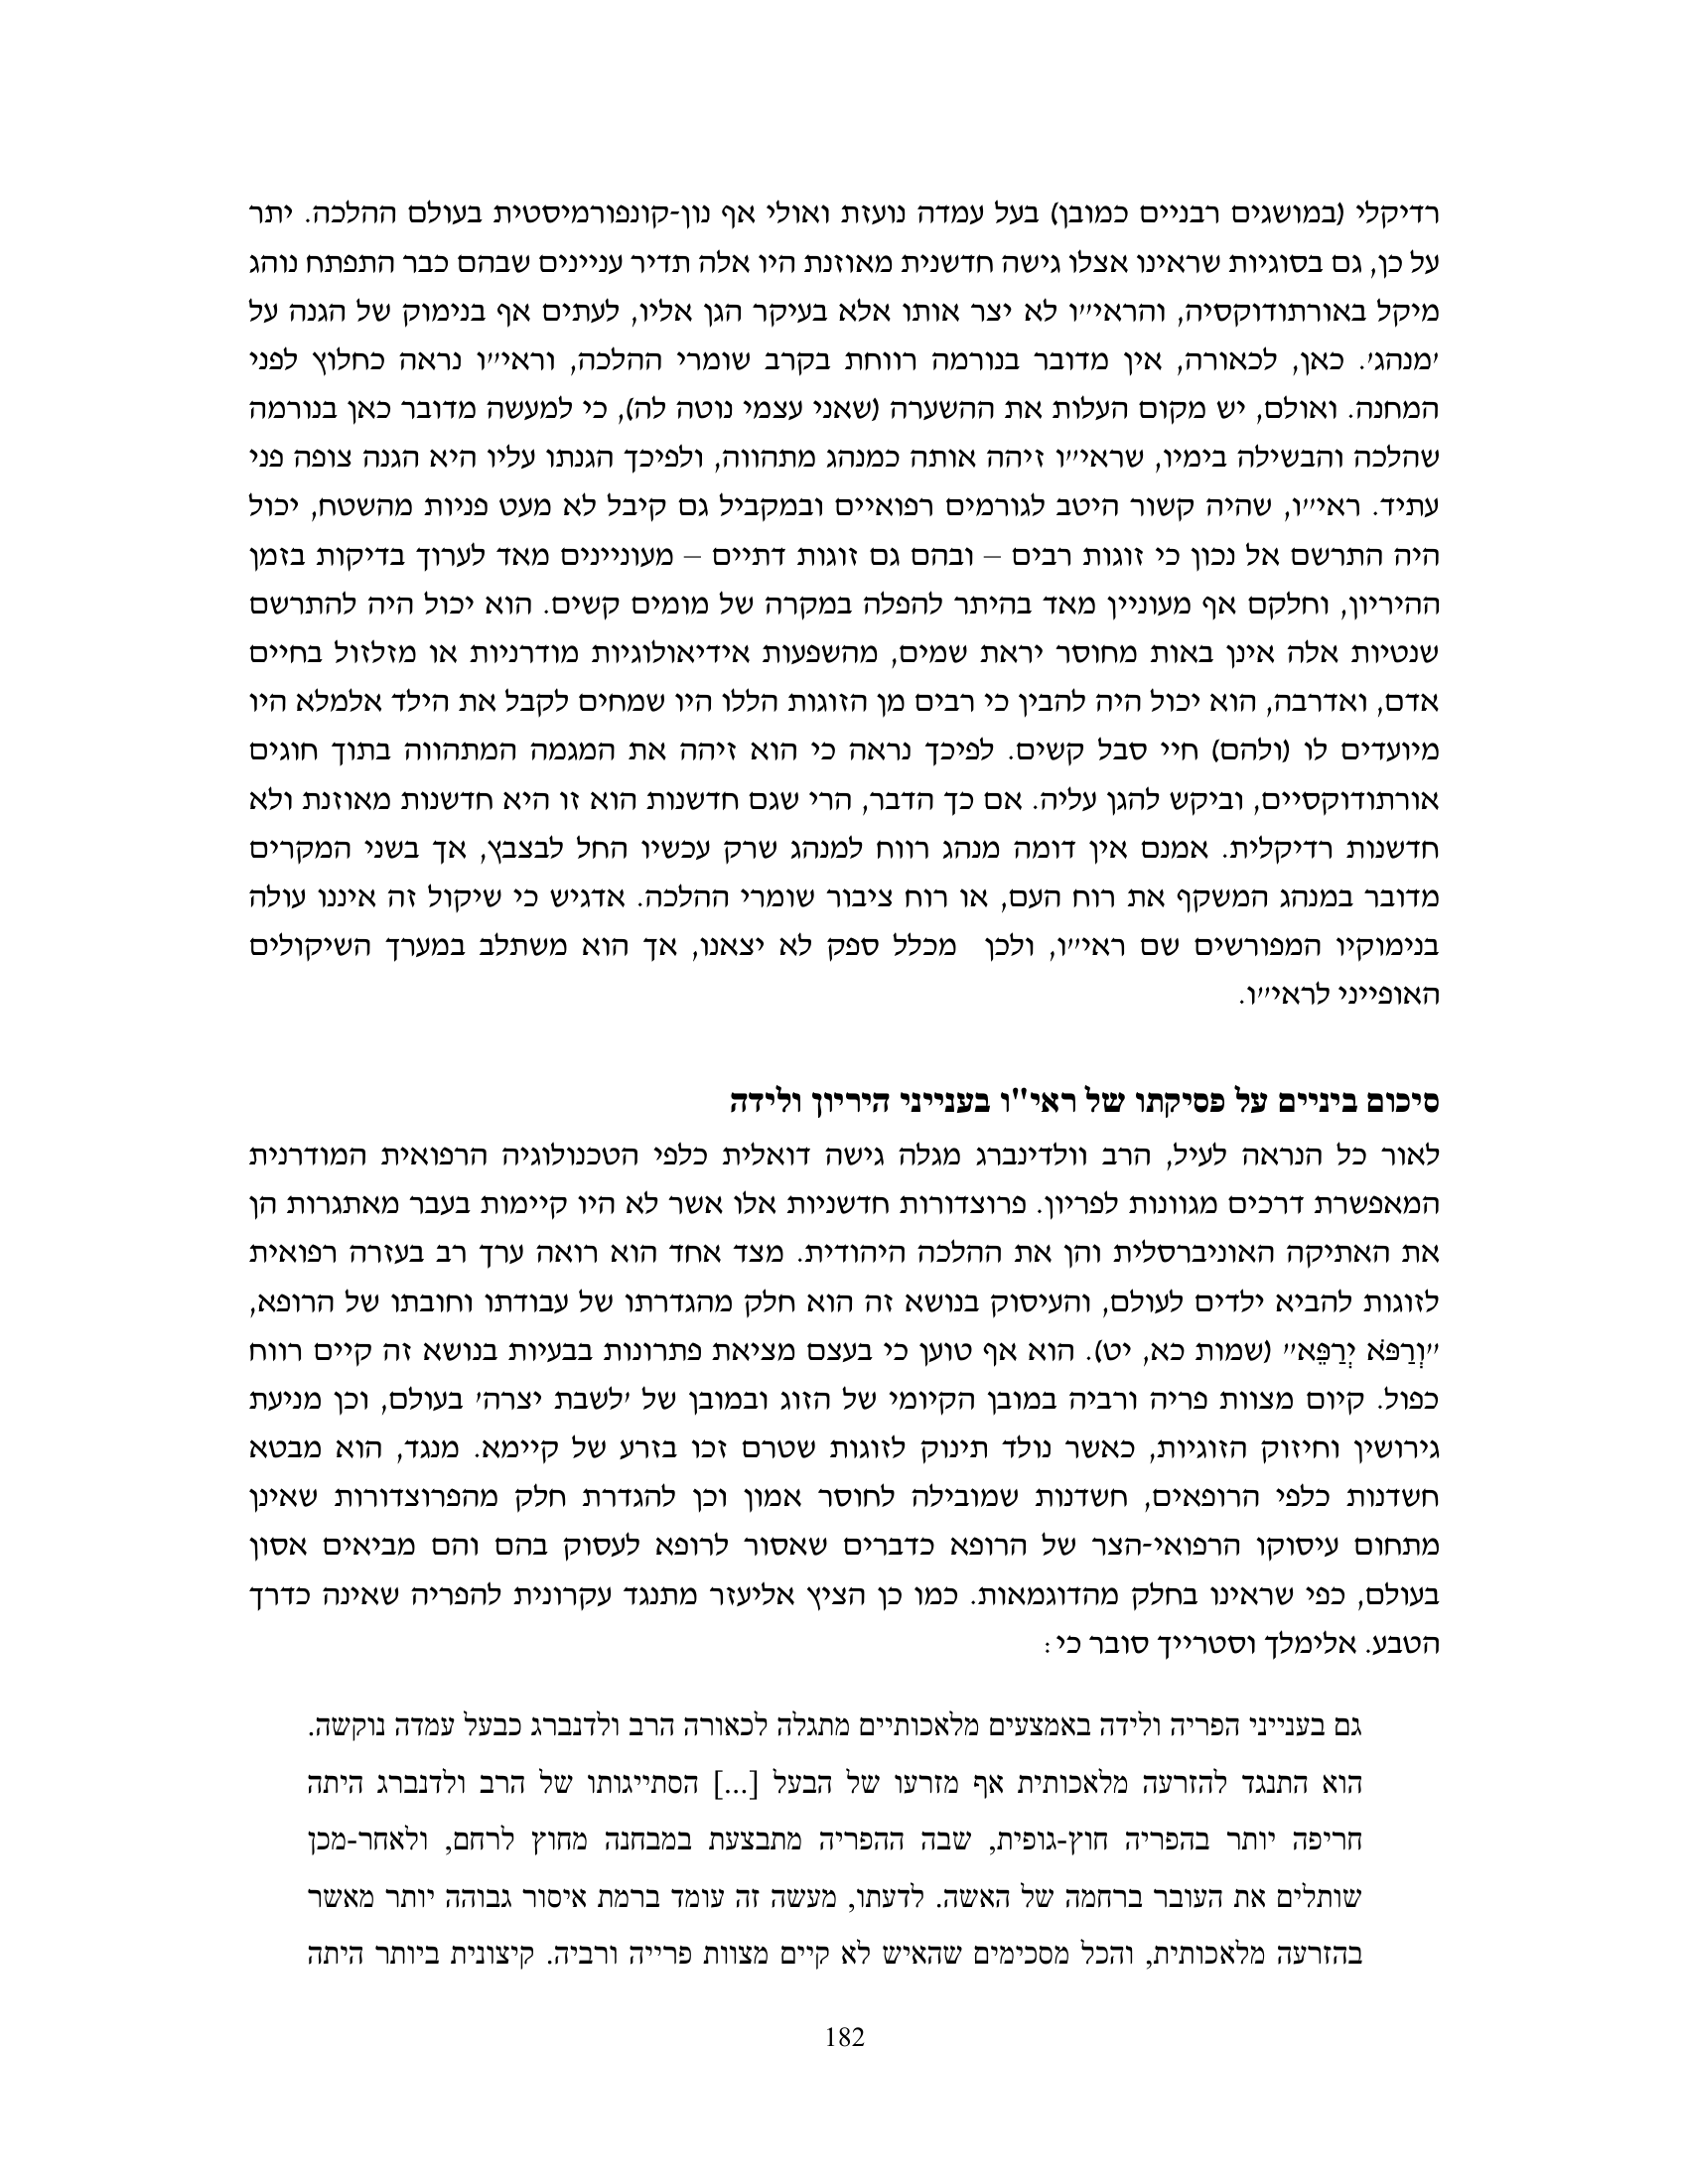 רדיקלי (במושגים רבניים כמובן) בעל עמדה נועזת ואולי אף נון-קונפורמיסטית בעולם ההלכה. יתר
על כן, גם בסוגיות שראינו אצלו גישה חדשנית מאוזנת היו אלה תדיר עניינים שבהם כבר התפתח נוהג
מיקל באורתודוקסיה, והראי״ו לא יצר אותו אלא בעיקר הגן אליו, לעתים אף בנימוק של הגנה על
׳מנהג׳. כאן, לכאורה, אין מדובר בנורמה רווחת בקרב שומרי ההלכה, וראי״ו נראה כחלוץ לפני
המחנה. ואולם, יש מקום העלות את ההשערה (שאני עצמי נוטה לה), כי למעשה מדובר כאן בנורמה
שהלכה והבשילה בימיו, שראי״ו זיהה אותה כמנהג מתהווה, ולפיכך הגנתו עליו היא הגנה צופה פני
עתיד. ראי״ו, שהיה קשור היטב לגורמים רפואיים ובמקביל גם קיבל לא מעט פניות מהשטח, יכול
היה התרשם אל נכון כי זוגות רבים – ובהם גם זוגות דתיים – מעוניינים מאד לערוך בדיקות בזמן
ההיריון, וחלקם אף מעוניין מאד בהיתר להפלה במקרה של מומים קשים. הוא יכול היה להתרשם
שנטיות אלה אינן באות מחוסר יראת שמים, מהשפעות אידיאולוגיות מודרניות או מזלזול בחיים
אדם, ואדרבה, הוא יכול היה להבין כי רבים מן הזוגות הללו היו שמחים לקבל את הילד אלמלא היו
מיועדים לו (ולהם) חיי סבל קשים. לפיכך נראה כי הוא זיהה את המגמה המתהווה בתוך חוגים
אורתודוקסיים, וביקש להגן עליה. אם כך הדבר, הרי שגם חדשנות הוא זו היא חדשנות מאוזנת ולא
חדשנות רדיקלית. אמנם אין דומה מנהג רווח למנהג שרק עכשיו החל לבצבץ, אך בשני המקרים
מדובר במנהג המשקף את רוח העם, או רוח ציבור שומרי ההלכה. אדגיש כי שיקול זה איננו עולה
בנימוקיו המפורשים שם ראי״ו, ולכן  מכלל ספק לא יצאנו, אך הוא משתלב במערך השיקולים
האופייני לראי״ו.
סיכום ביניים על פסיקתו של ראי"ו בענייני היריון ולידה
לאור כל הנראה לעיל, הרב וולדינברג מגלה גישה דואלית כלפי הטכנולוגיה הרפואית המודרנית
המאפשרת דרכים מגוונות לפריון. פרוצדורות חדשניות אלו אשר לא היו קיימות בעבר מאתגרות הן
את האתיקה האוניברסלית והן את ההלכה היהודית. מצד אחד הוא רואה ערך רב בעזרה רפואית
לזוגות להביא ילדים לעולם, והעיסוק בנושא זה הוא חלק מהגדרתו של עבודתו וחובתו של הרופא,
״וְרַפֹּא יְרַפֵּא״ (שמות כא, יט). הוא אף טוען כי בעצם מציאת פתרונות בבעיות בנושא זה קיים רווח
כפול. קיום מצוות פריה ורביה במובן הקיומי של הזוג ובמובן של ׳לשבת יצרה׳ בעולם, וכן מניעת
גירושין וחיזוק הזוגיות, כאשר נולד תינוק לזוגות שטרם זכו בזרע של קיימא. מנגד, הוא מבטא
חשדנות כלפי הרופאים, חשדנות שמובילה לחוסר אמון וכן להגדרת חלק מהפרוצדורות שאינן
מתחום עיסוקו הרפואי-הצר של הרופא כדברים שאסור לרופא לעסוק בהם והם מביאים אסון
בעולם, כפי שראינו בחלק מהדוגמאות. כמו כן הציץ אליעזר מתנגד עקרונית להפריה שאינה כדרך
הטבע. אלימלך וסטרייך סובר כי:
גם בענייני הפריה ולידה באמצעים מלאכותיים מתגלה לכאורה הרב ולדנברג כבעל עמדה נוקשה.
הוא התנגד להזרעה מלאכותית אף מזרעו של הבעל [...] הסתייגותו של הרב ולדנברג היתה
חריפה יותר בהפריה חוץ-גופית, שבה ההפריה מתבצעת במבחנה מחוץ לרחם, ולאחר-מכן
שותלים את העובר ברחמה של האשה. לדעתו, מעשה זה עומד ברמת איסור גבוהה יותר מאשר
בהזרעה מלאכותית, והכל מסכימים שהאיש לא קיים מצוות פרייה ורביה. קיצונית ביותר היתה
182